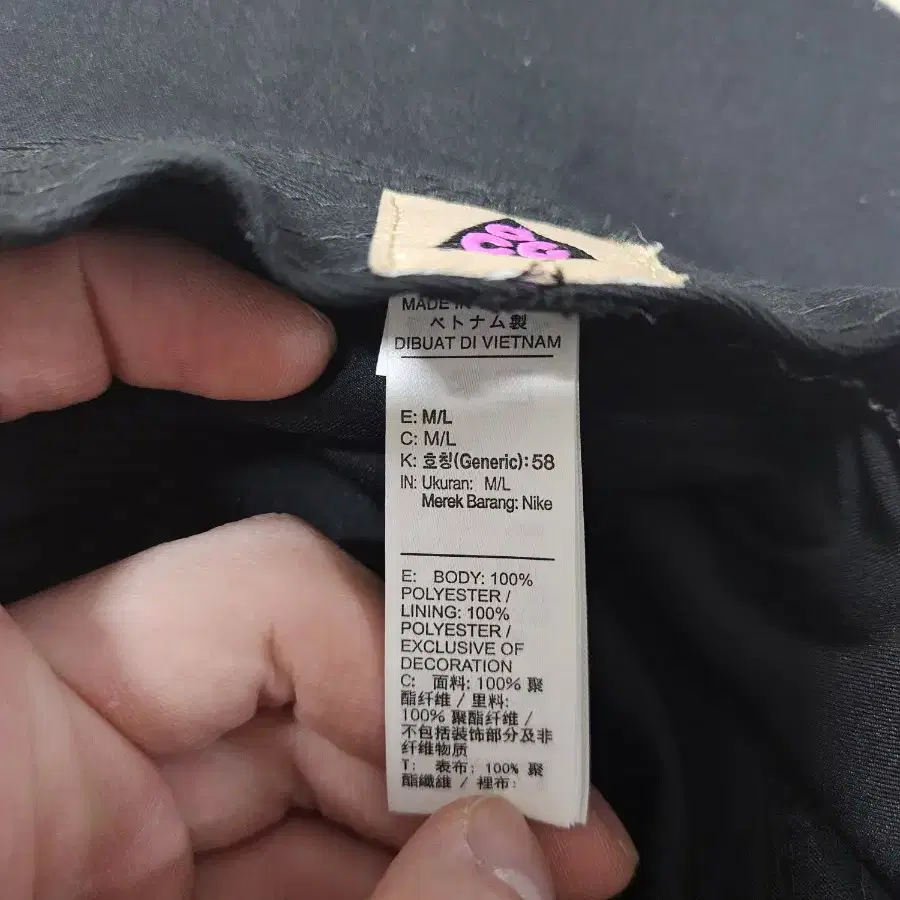 MADE IN
ベトナム製
DIBUAT DI VIETNAM
E: M/L
C: M/L
K: 호칭(Generic): 58
IN: Ukuran: M/L
Merek Barang: Nike
E: BODY: 100%
POLYESTER /
LINING: 100%
POLYESTER /
EXCLUSIVE OF
DECORATION
C: 面料: 100% 聚
酯纤维 / 里料:
100% 聚酯纤维 /
不包括装饰部分及非
纤维物质
T: 表布: 100% 聚
酯纖維 / 裡布: